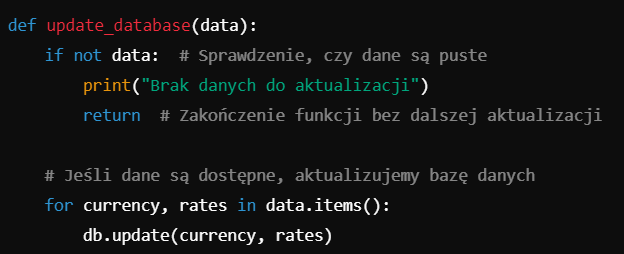 def update_database(data):
if not data:  # Sprawdzenie, czy dane są puste
print("Brak danych do aktualizacji")
return  # Zakończenie funkcji bez dalszej aktualizacji
# Jeśli dane są dostępne, aktualizujemy bazę danych
for currency, rates in data.items():
db.update(currency, rates)